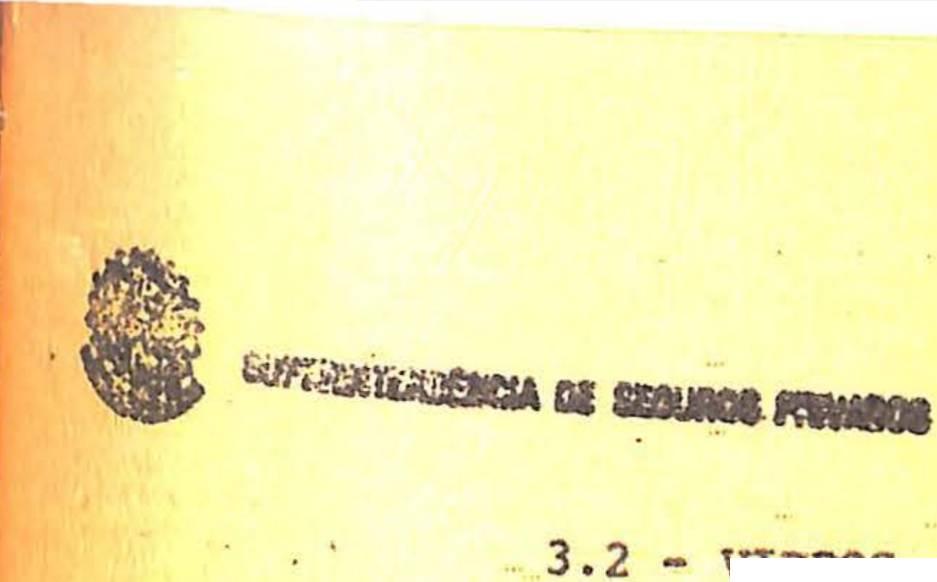 SUPERINTENDÊNCIA DE SEGUROS PRIVADOS
3.2 -